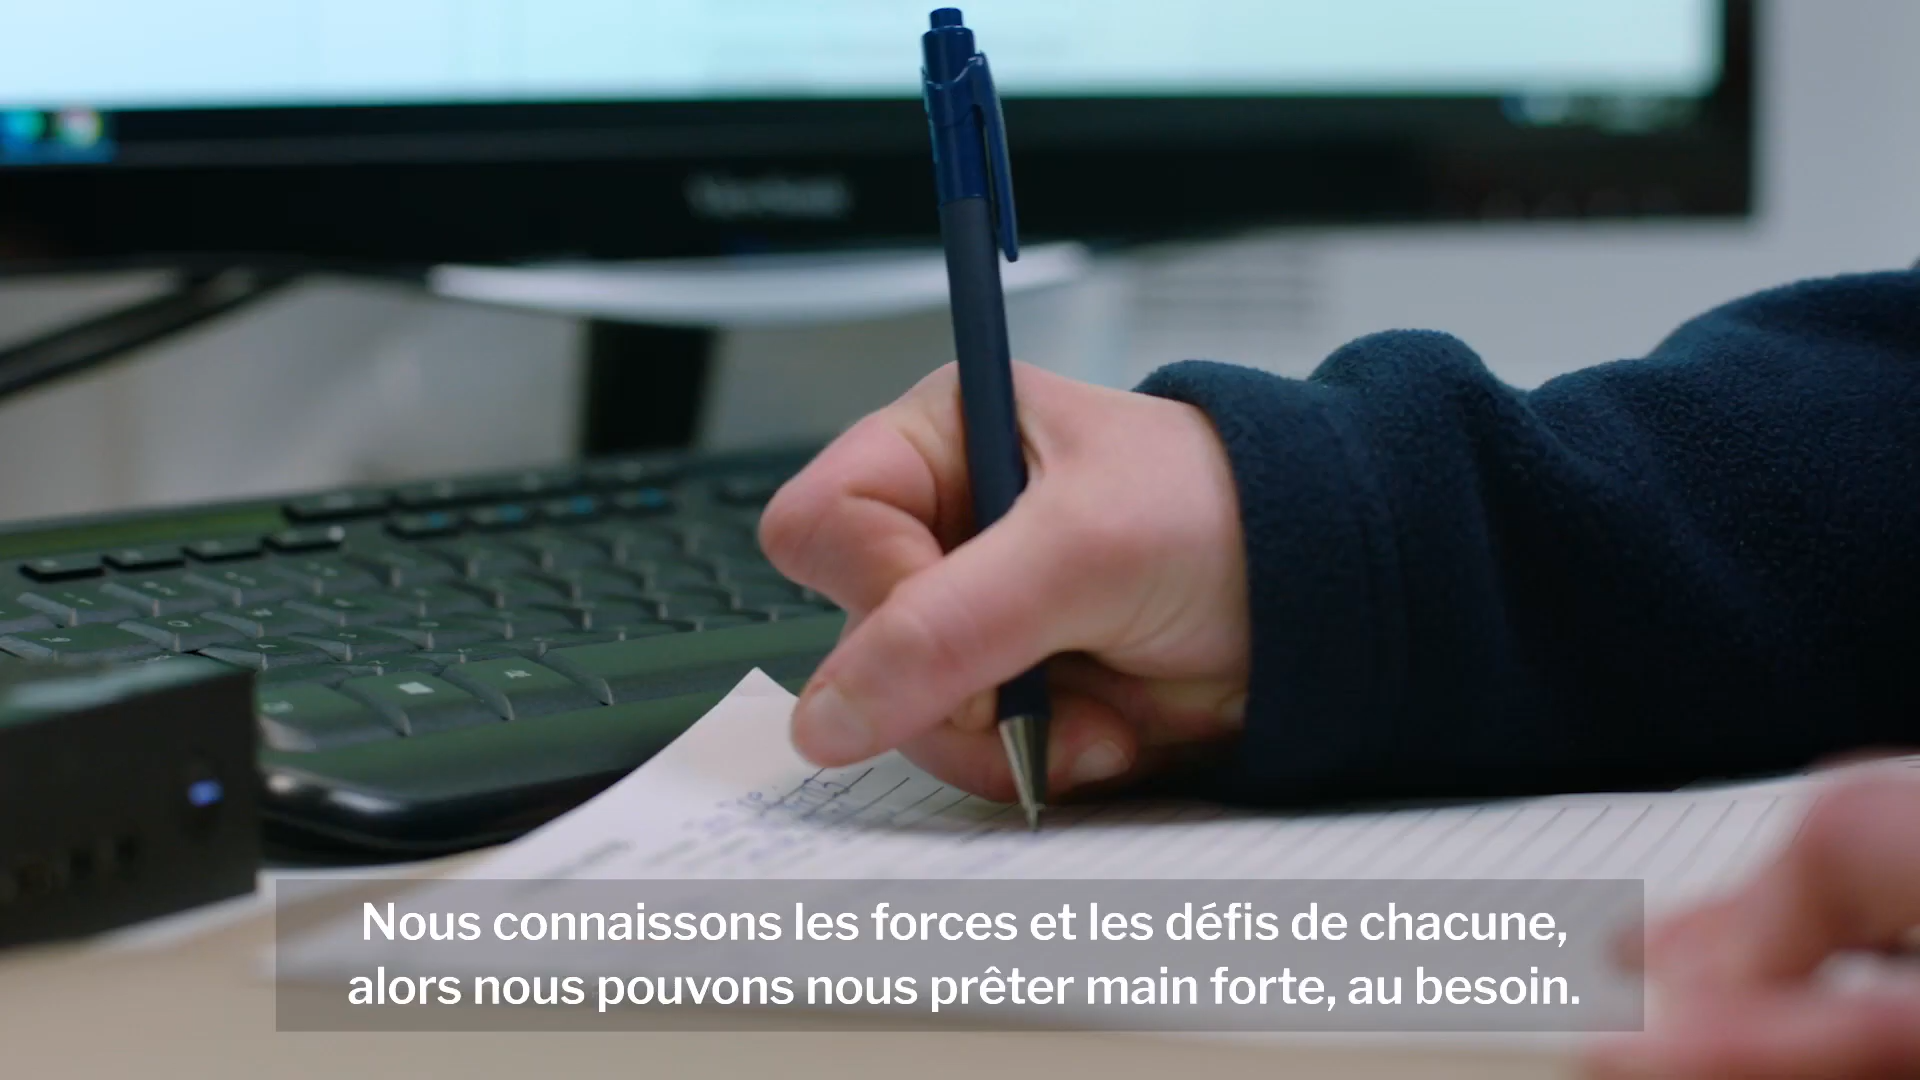 Nous connaissons les forces et les défis de chacune,
alors nous pouvons nous prêter main forte, au besoin.